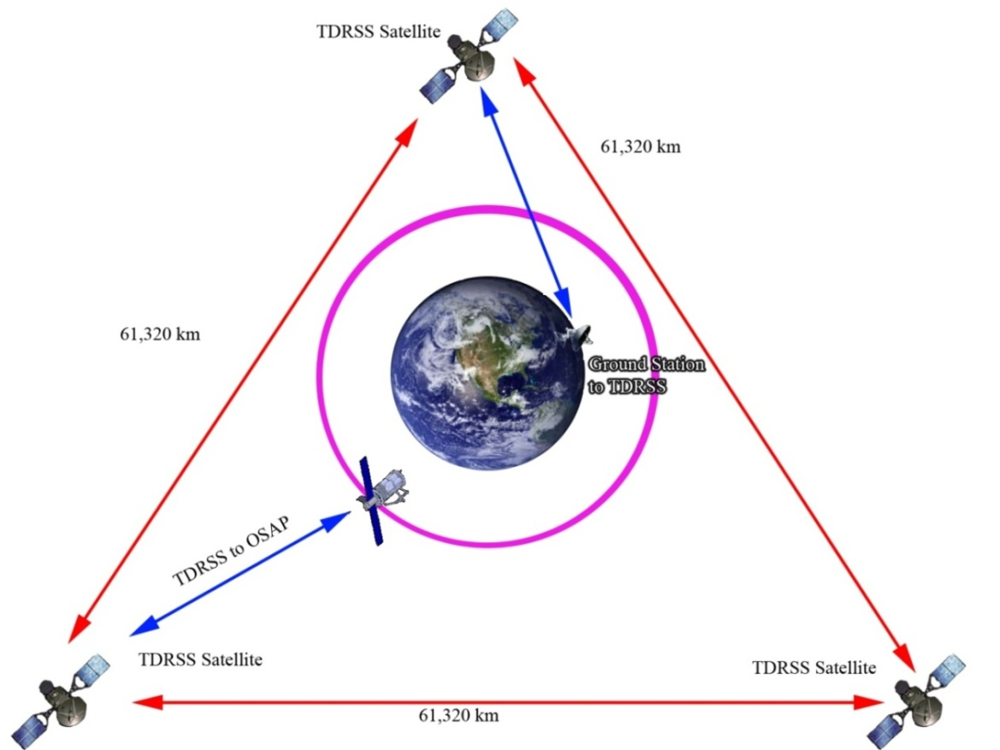 TDRSS Satellite
61,320 km
61,320 km
Ground Station
to TDRSS
TDRSS to OSAP
TDRSS Satellite
TDRSS Satellite
61,320 km